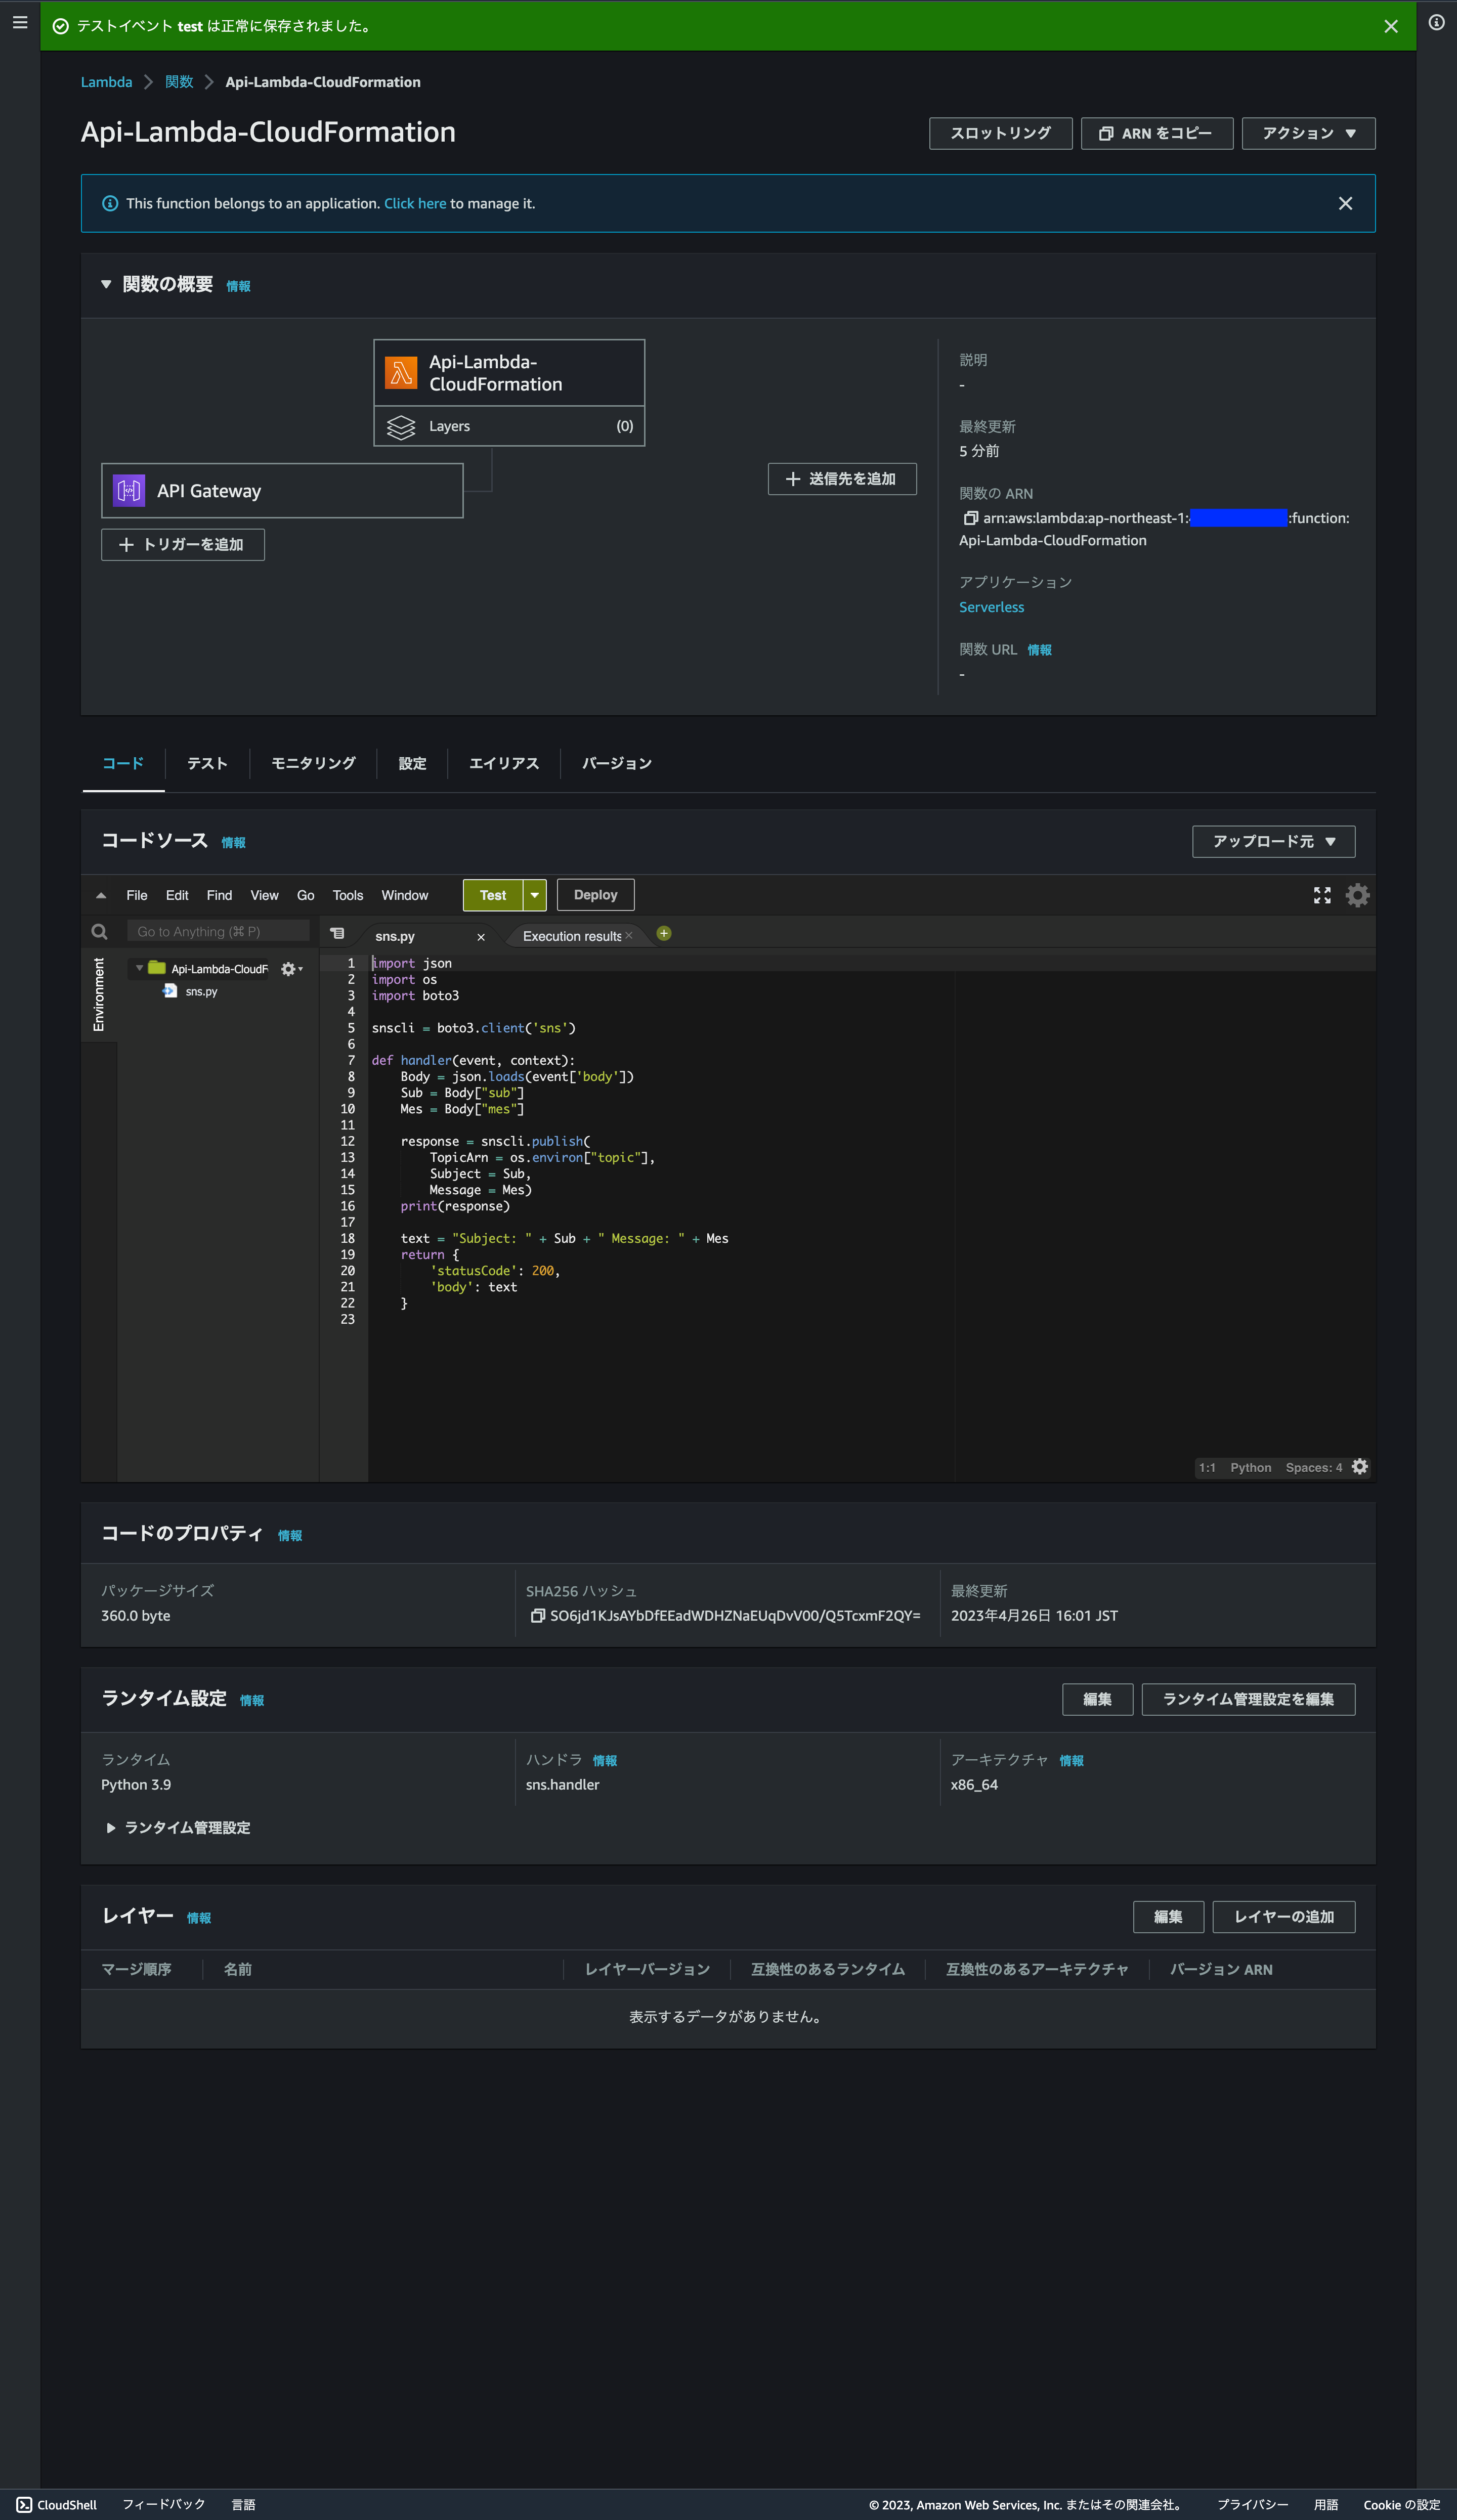 テストイベント test は正常に保存されました。
Lambda 関数 Api-Lambda-CloudFormation
Api-Lambda-CloudFormation
スロットリング
ARN をコピー
アクション
This function belongs to an application. Click here to manage it.
関数の概要 情報
Api-Lambda-
CloudFormation
Layers (0)
API Gateway
トリガーを追加
送信先を追加
説明
-
最終更新
5 分前
関数の ARN
arn:aws:lambda:ap-northeast-1: :function:
Api-Lambda-CloudFormation
アプリケーション
Serverless
関数 URL 情報
-
コード テスト モニタリング 設定 エイリアス バージョン
コードソース 情報
アップロード元
File Edit Find View Go Tools Window Test Deploy
Go to Anything (⌘ P)
sns.py
Execution results
Environment
Api-Lambda-CloudF
sns.py
1 import json
2 import os
3 import boto3
4
5 snscli = boto3.client('sns')
6
7 def handler(event, context):
8     Body = json.loads(event['body'])
9     Sub = Body["sub"]
10     Mes = Body["mes"]
11
12     response = snscli.publish(
13         TopicArn = os.environ["topic"],
14         Subject = Sub,
15         Message = Mes)
16     print(response)
17
18     text = "Subject: " + Sub + " Message: " + Mes
19     return {
20         'statusCode': 200,
21         'body': text
22     }
23
1:1 Python Spaces: 4
コードのプロパティ 情報
パッケージサイズ
360.0 byte
SHA256 ハッシュ
SO6jd1KJsAYbDfEEadWDHZNaEUqDvV00/Q5TcxmF2QY=
最終更新
2023年4月26日 16:01 JST
ランタイム設定 情報
編集
ランタイム管理設定を編集
ランタイム
Python 3.9
ハンドラ 情報
sns.handler
アーキテクチャ 情報
x86_64
ランタイム管理設定
レイヤー 情報
編集
レイヤーの追加
マージ順序 名前 レイヤーバージョン 互換性のあるランタイム 互換性のあるアーキテクチャ バージョン ARN
表示するデータがありません。
CloudShell フィードバック 言語
© 2023, Amazon Web Services, Inc. またはその関連会社。 プライバシー 用語 Cookie の設定